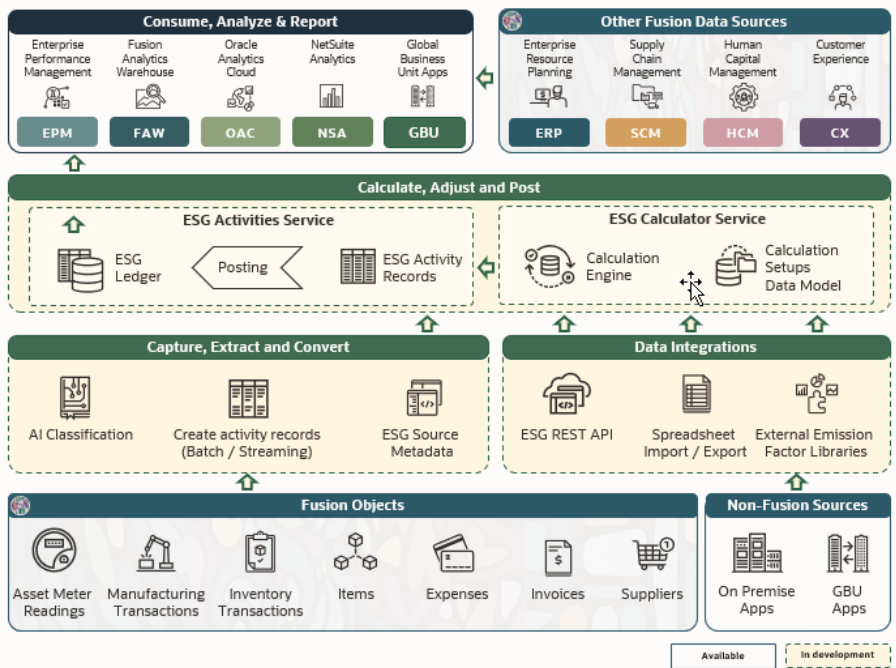 Consume, Analyze & Report
Enterprise
Performance
Management
Fusion
Analytics
Warehouse
Oracle
Analytics
Cloud
NetSuite
Analytics
Global
Business
Unit Apps
EPM
FAW
OAC
NSA
GBU
Other Fusion Data Sources
Enterprise
Resource
Planning
Supply
Chain
Management
Human
Capital
Management
Customer
Experience
ERP
SCM
HCM
CX
Calculate, Adjust and Post
ESG Activities Service
ESG
Ledger
Posting
ESG Activity
Records
ESG Calculator Service
Calculation
Engine
Calculation
Setups
Data Model
Capture, Extract and Convert
AI Classification
Create activity records
(Batch / Streaming)
ESG Source
Metadata
Data Integrations
ESG REST API
Spreadsheet
Import / Export
External Emission
Factor Libraries
Fusion Objects
Asset Meter
Readings
Manufacturing
Transactions
Inventory
Transactions
Items
Expenses
Invoices
Suppliers
Non-Fusion Sources
On Premise
Apps
GBU
Apps
Available
In development